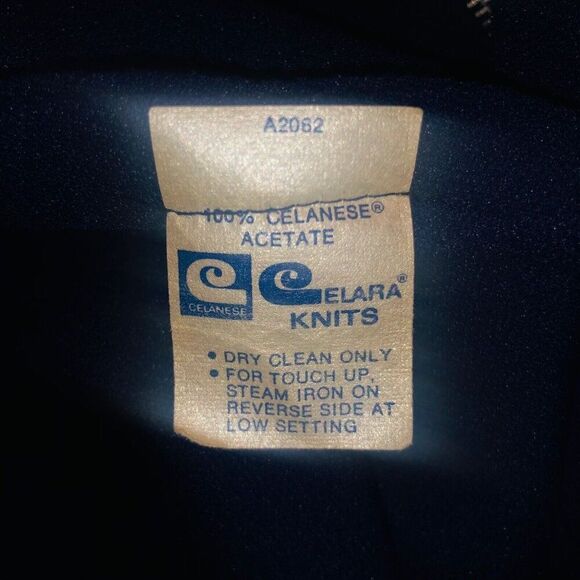 A2062
100% CELANESE®
ACETATE
CELANESE
CELARA®
KNITS
• DRY CLEAN ONLY
• FOR TOUCH UP,
STEAM IRON ON
REVERSE SIDE AT
LOW SETTING